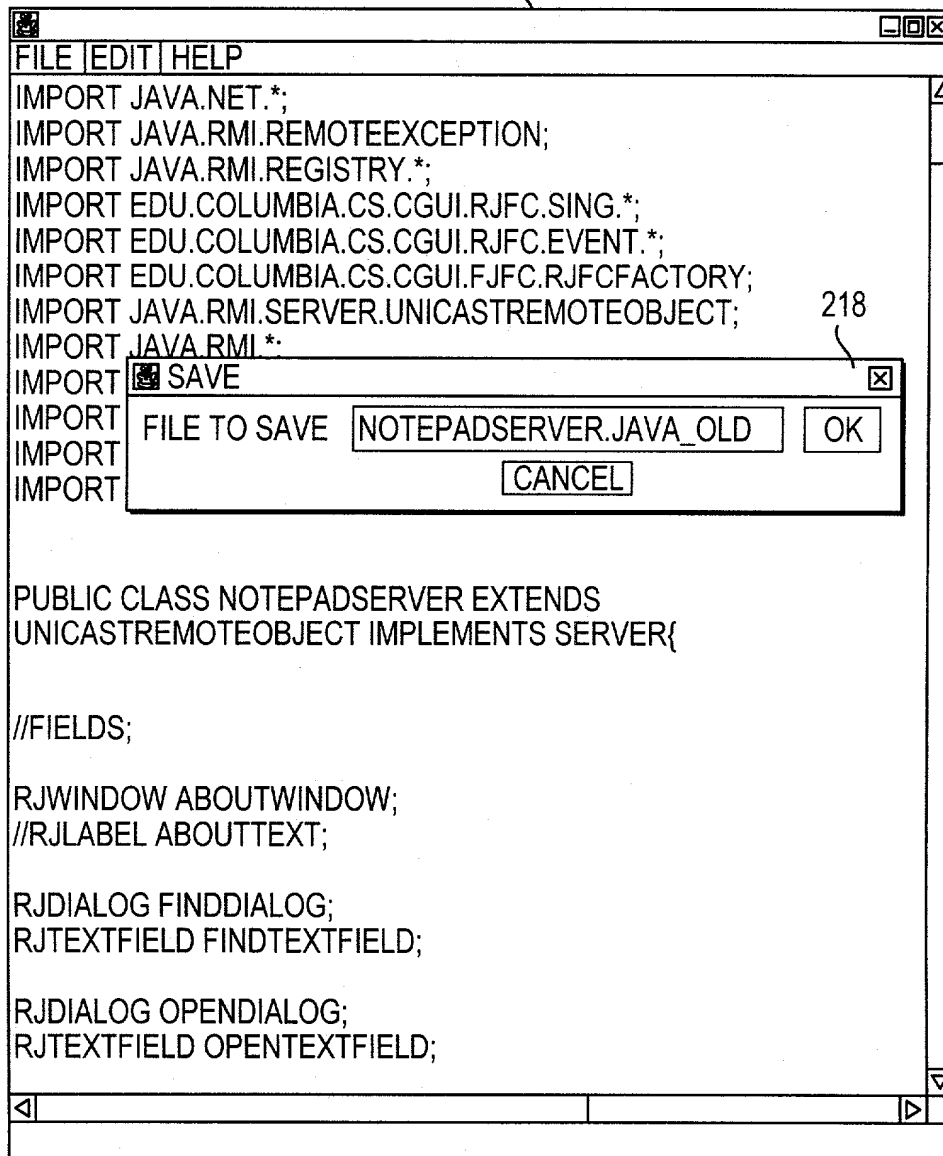 FILE EDIT HELP
IMPORT JAVA.NET.*;
IMPORT JAVA.RMI.REMOTEEXCEPTION;
IMPORT JAVA.RMI.REGISTRY.*;
IMPORT EDU.COLUMBIA.CS.CGUI.RJFC.SING.*;
IMPORT EDU.COLUMBIA.CS.CGUI.RJFC.EVENT.*;
IMPORT EDU.COLUMBIA.CS.CGUI.FJFC.RJFCFACTORY;
IMPORT JAVA.RMI.SERVER.UNICASTREMOTEOBJECT;
218
IMPORT JAVA.RMI.*;
IMPORT
IMPORT
IMPORT
IMPORT
SAVE
FILE TO SAVE NOTEPADSERVER.JAVA_OLD OK
CANCEL
PUBLIC CLASS NOTEPADSERVER EXTENDS
UNICASTREMOTEOBJECT IMPLEMENTS SERVER{
//FIELDS;
RJWINDOW ABOUTWINDOW;
//RJLABEL ABOUTTEXT;
RJDIALOG FINDDIALOG;
RJTEXTFIELD FINDTEXTFIELD;
RJDIALOG OPENDIALOG;
RJTEXTFIELD OPENTEXTFIELD;